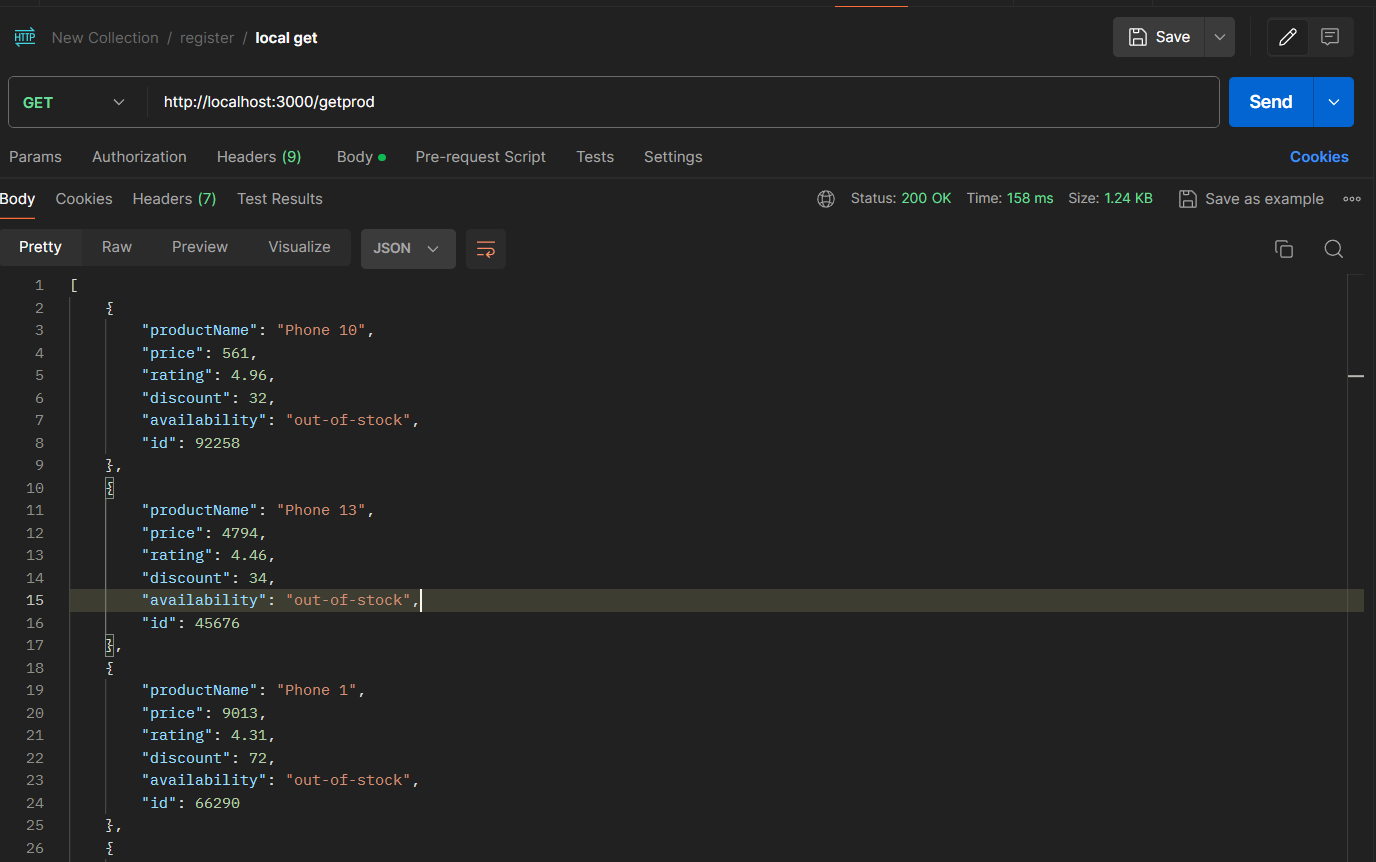 HTTP New Collection / register / local get Save
GET http://localhost:3000/getprod Send
Params Authorization Headers (9) Body Pre-request Script Tests Settings Cookies
Body Cookies Headers (7) Test Results Status: 200 OK Time: 158 ms Size: 1.24 KB Save as example
Pretty Raw Preview Visualize JSON
1 [
2 {
3 "productName": "Phone 10",
4 "price": 561,
5 "rating": 4.96,
6 "discount": 32,
7 "availability": "out-of-stock",
8 "id": 92258
9 },
10 {
11 "productName": "Phone 13",
12 "price": 4794,
13 "rating": 4.46,
14 "discount": 34,
15 "availability": "out-of-stock",
16 "id": 45676
17 },
18 {
19 "productName": "Phone 1",
20 "price": 9013,
21 "rating": 4.31,
22 "discount": 72,
23 "availability": "out-of-stock",
24 "id": 66290
25 },
26 {